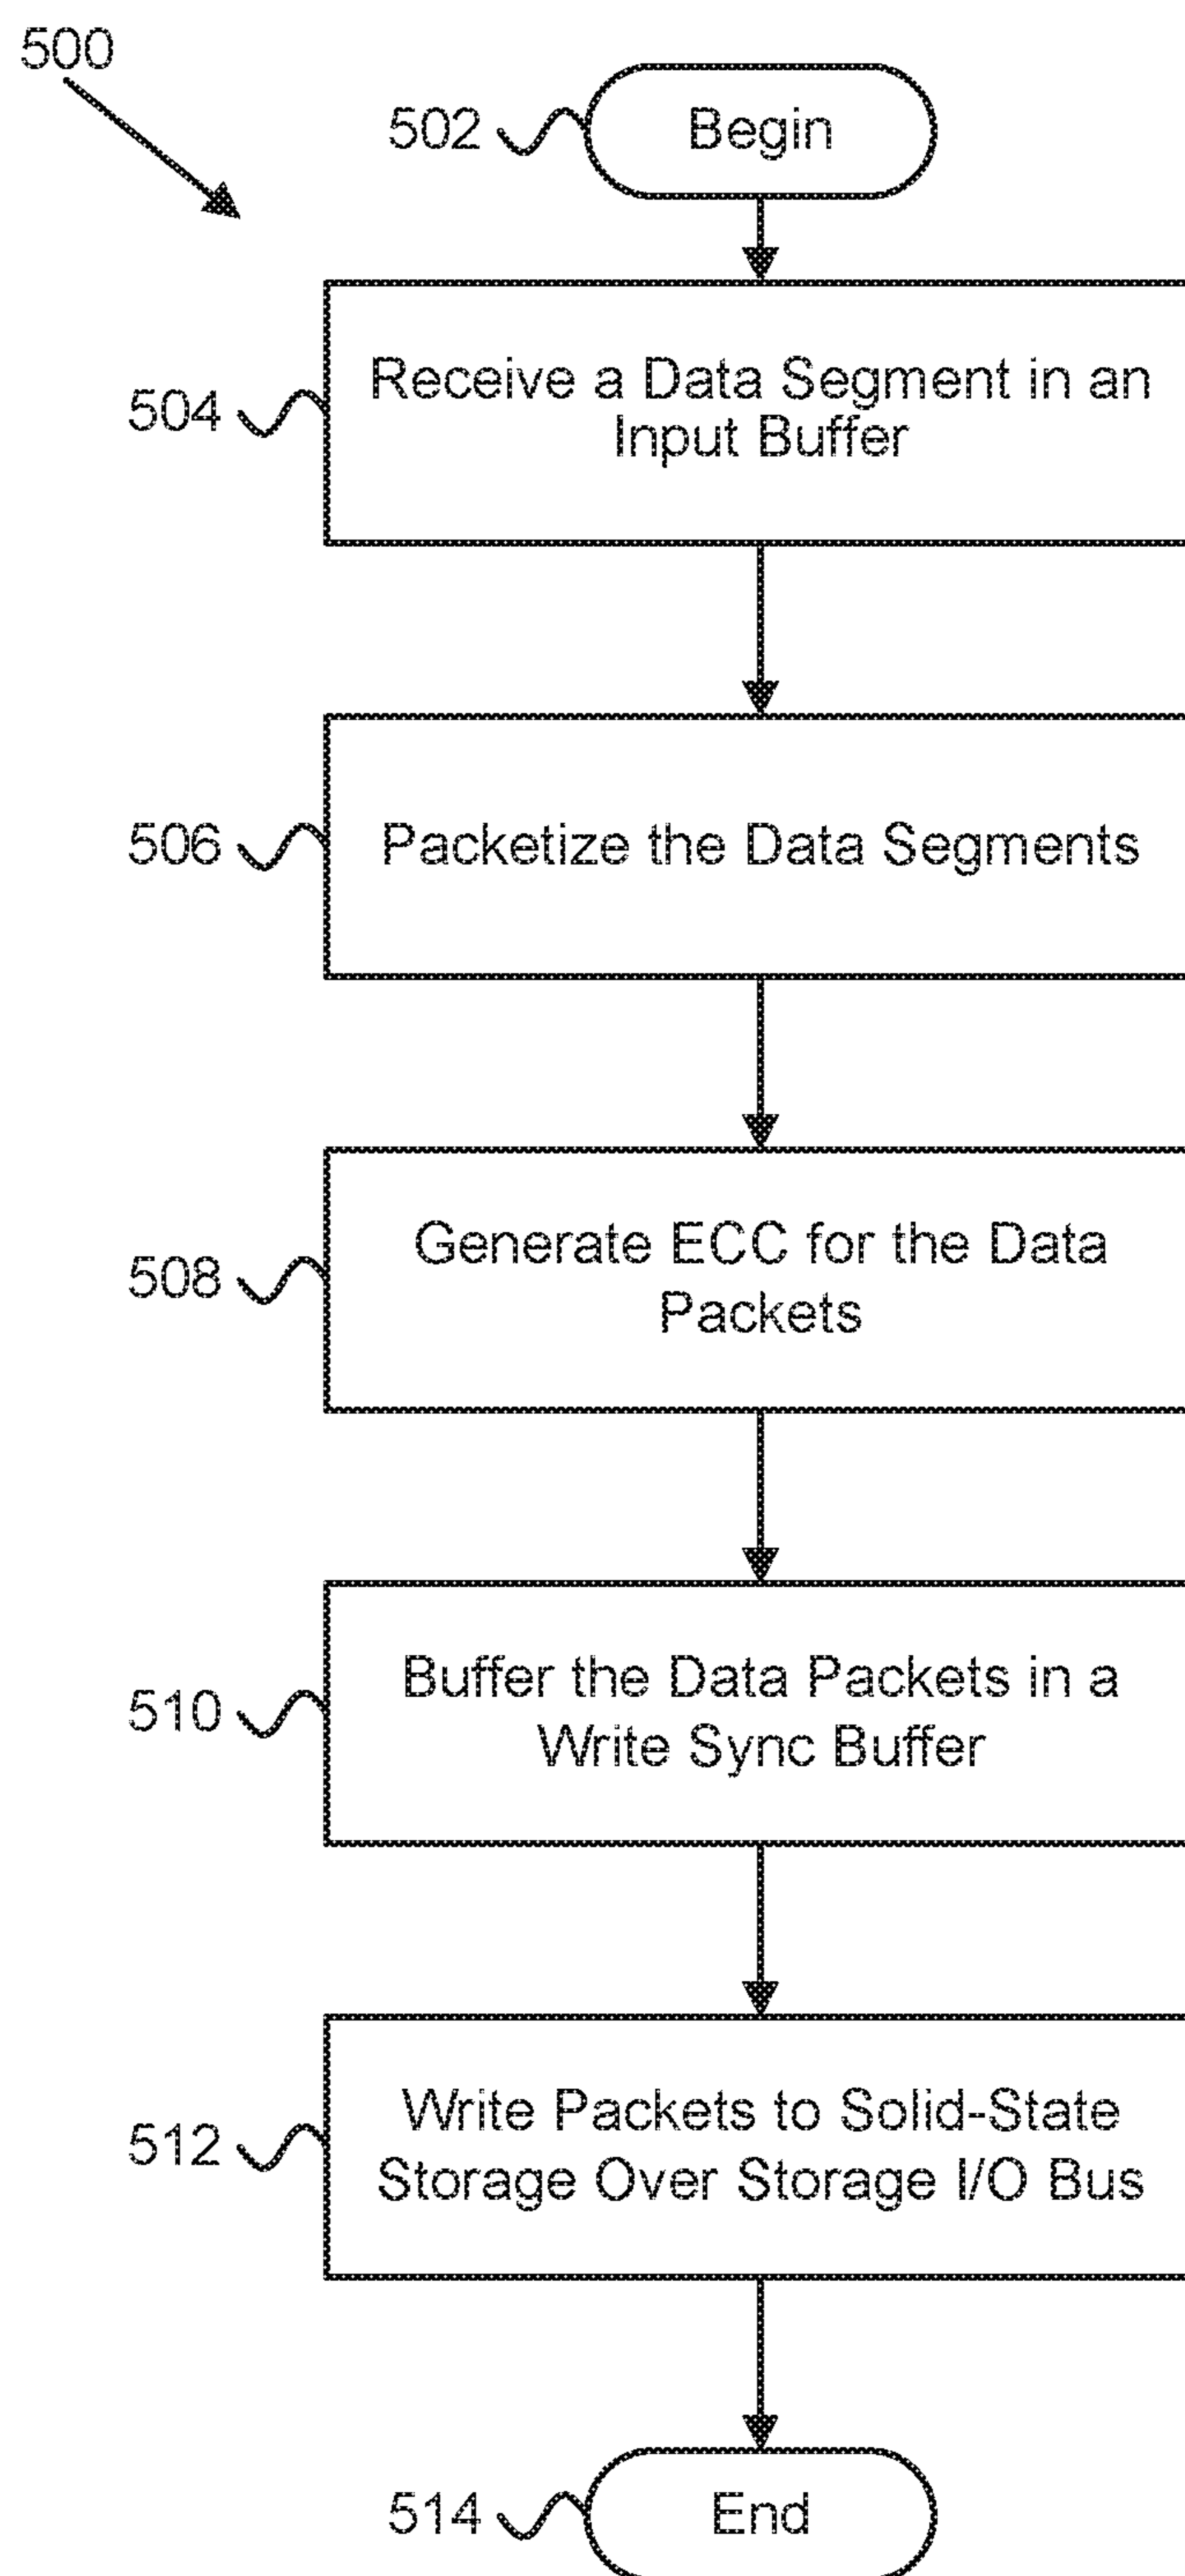 500
502
Begin
504
Receive a Data Segment in an
Input Buffer
506
Packetize the Data Segments
508
Generate ECC for the Data
Packets
510
Buffer the Data Packets in a
Write Sync Buffer
512
Write Packets to Solid-State
Storage Over Storage I/O Bus
514
End